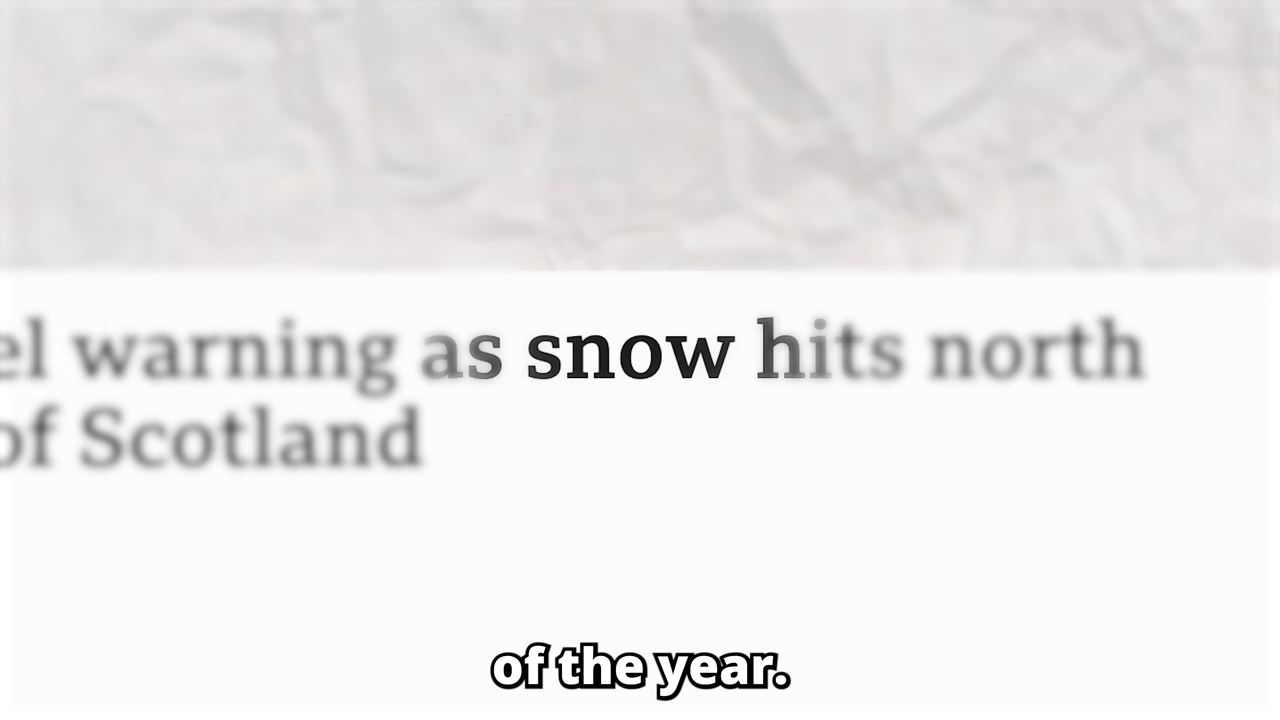 el warning as snow hits north
of Scotland
of the year.